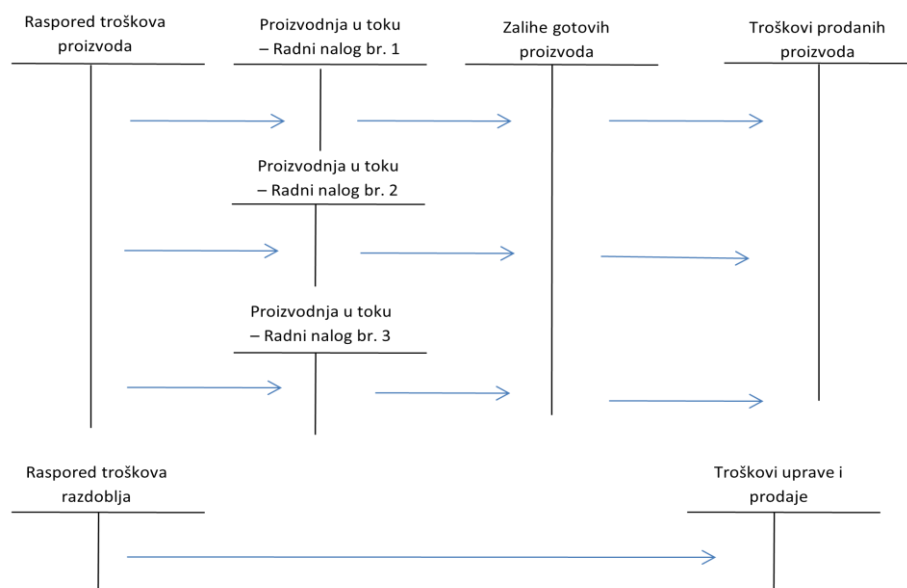 Raspored troškova
proizvoda
Proizvodnja u toku
– Radni nalog br. 1
Zalihe gotovih
proizvoda
Troškovi prodanih
proizvoda
Proizvodnja u toku
– Radni nalog br. 2
Proizvodnja u toku
– Radni nalog br. 3
Raspored troškova
razdoblja
Troškovi uprave i
prodaje